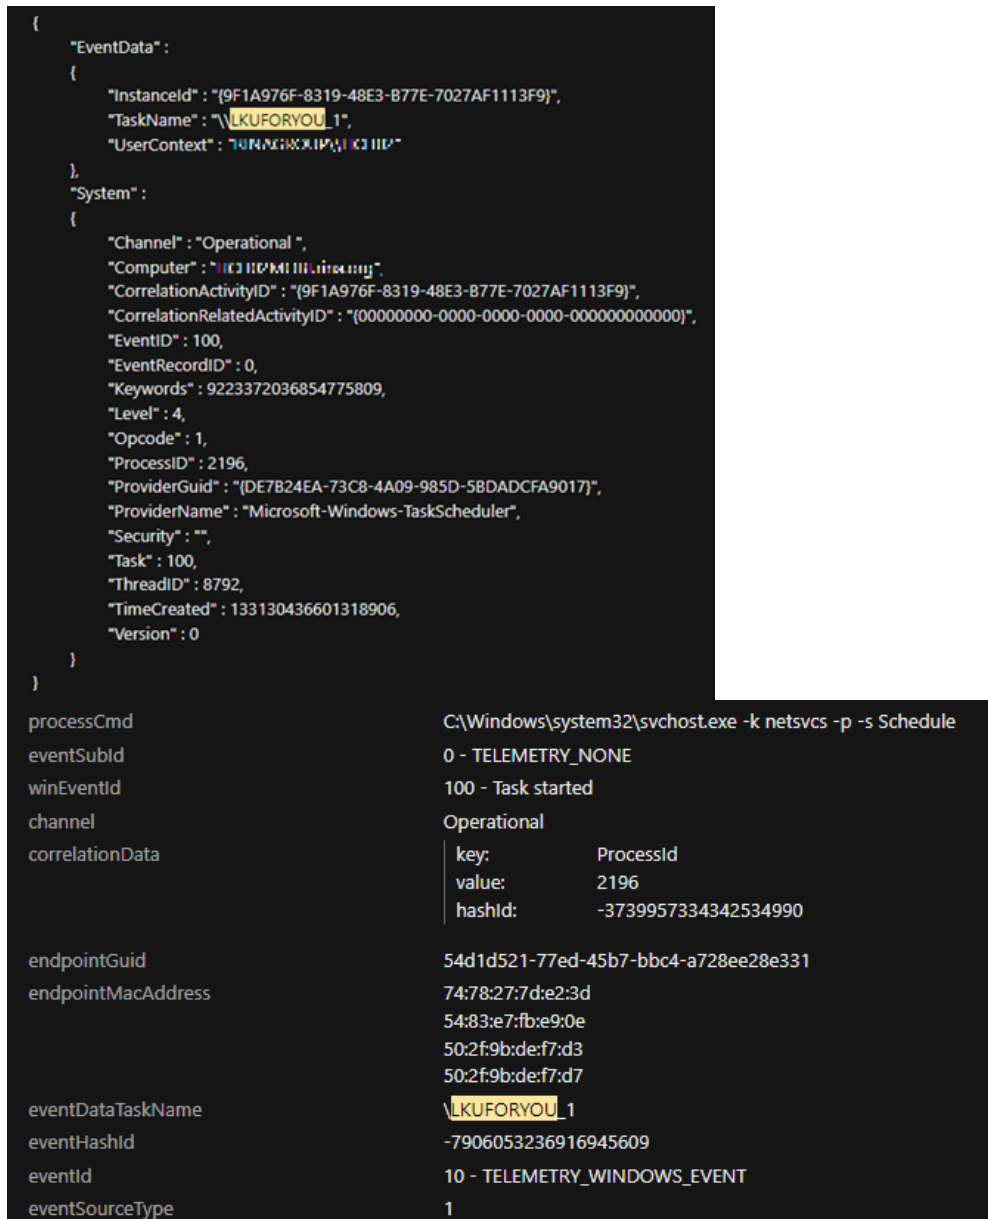 {
"EventData" :
{
"InstanceId" : "{9F1A976F-8319-48E3-B77E-7027AF1113F9}",
"TaskName" : "\\LKUFORYOU_1",
"UserContext" :
},
"System" :
{
"Channel" : "Operational ",
"Computer" :
"CorrelationActivityID" : "{9F1A976F-8319-48E3-B77E-7027AF1113F9}",
"CorrelationRelatedActivityID" : "{00000000-0000-0000-0000-000000000000}",
"EventID" : 100,
"EventRecordID" : 0,
"Keywords" : 9223372036854775809,
"Level" : 4,
"Opcode" : 1,
"ProcessID" : 2196,
"ProviderGuid" : "{DE7B24EA-73C8-4A09-985D-5BDADCFA9017}",
"ProviderName" : "Microsoft-Windows-TaskScheduler",
"Security" : "",
"Task" : 100,
"ThreadID" : 8792,
"TimeCreated" : 133130436601318906,
"Version" : 0
}
}
processCmd C:\Windows\system32\svchost.exe -k netsvcs -p -s Schedule
eventSubId 0 - TELEMETRY_NONE
winEventId 100 - Task started
channel Operational
correlationData key: ProcessId
value: 2196
hashId: -3739957334342534990
endpointGuid 54d1d521-77ed-45b7-bbc4-a728ee28e331
endpointMacAddress 74:78:27:7d:e2:3d
54:83:e7:fb:e9:0e
50:2f:9b:de:f7:d3
50:2f:9b:de:f7:d7
eventDataTaskName \LKUFORYOU_1
eventHashId -7906053236916945609
eventId 10 - TELEMETRY_WINDOWS_EVENT
eventSourceType 1